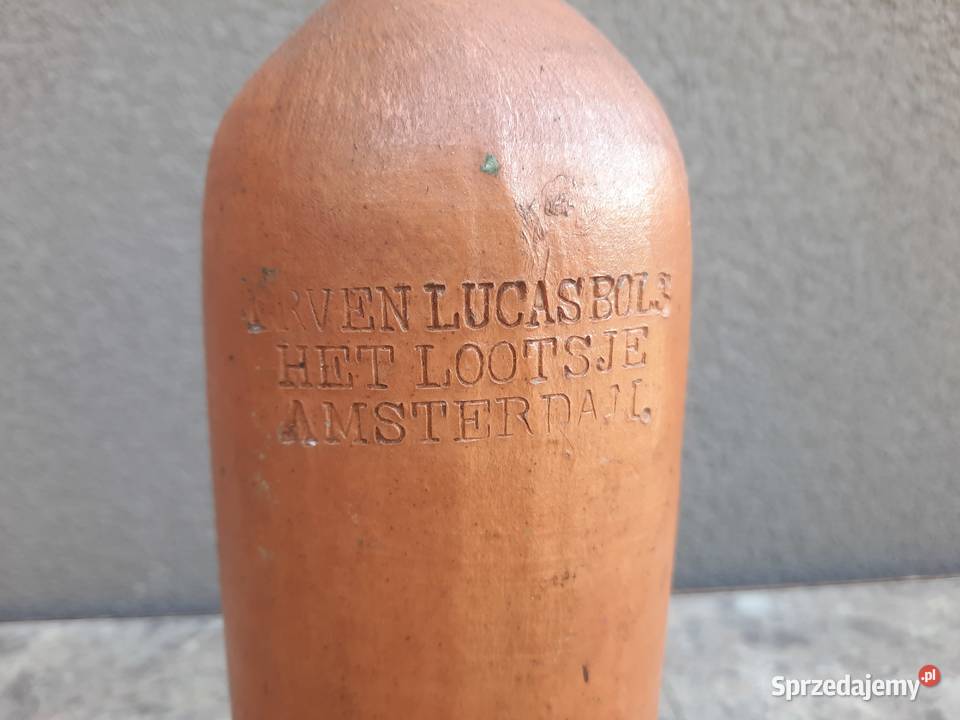 ERVEN LUCAS BOLS
HET LOOTSJE
AMSTERDAM.
Sprzedajemy.pl